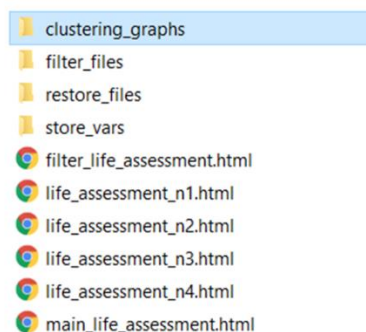 clustering_graphs
filter_files
restore_files
store_vars
filter_life_assessment.html
life_assessment_n1.html
life_assessment_n2.html
life_assessment_n3.html
life_assessment_n4.html
main_life_assessment.html